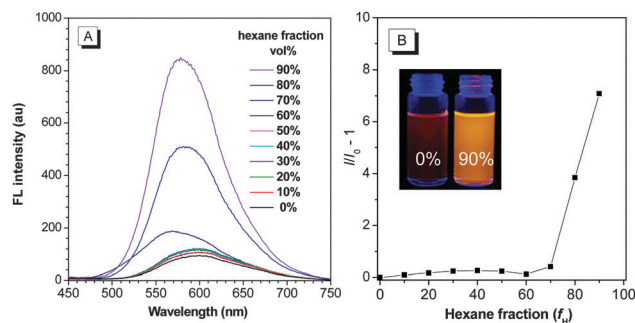 A
hexane fraction
vol%
90%
80%
70%
60%
50%
40%
30%
20%
10%
0%
1000
800
600
400
200
0
FL intensity (au)
450 500 550 600 650 700 750
Wavelength (nm)
B
0% 90%
10
8
6
4
2
0
I/I0 - 1
0 20 40 60 80 100
Hexane fraction (fH)